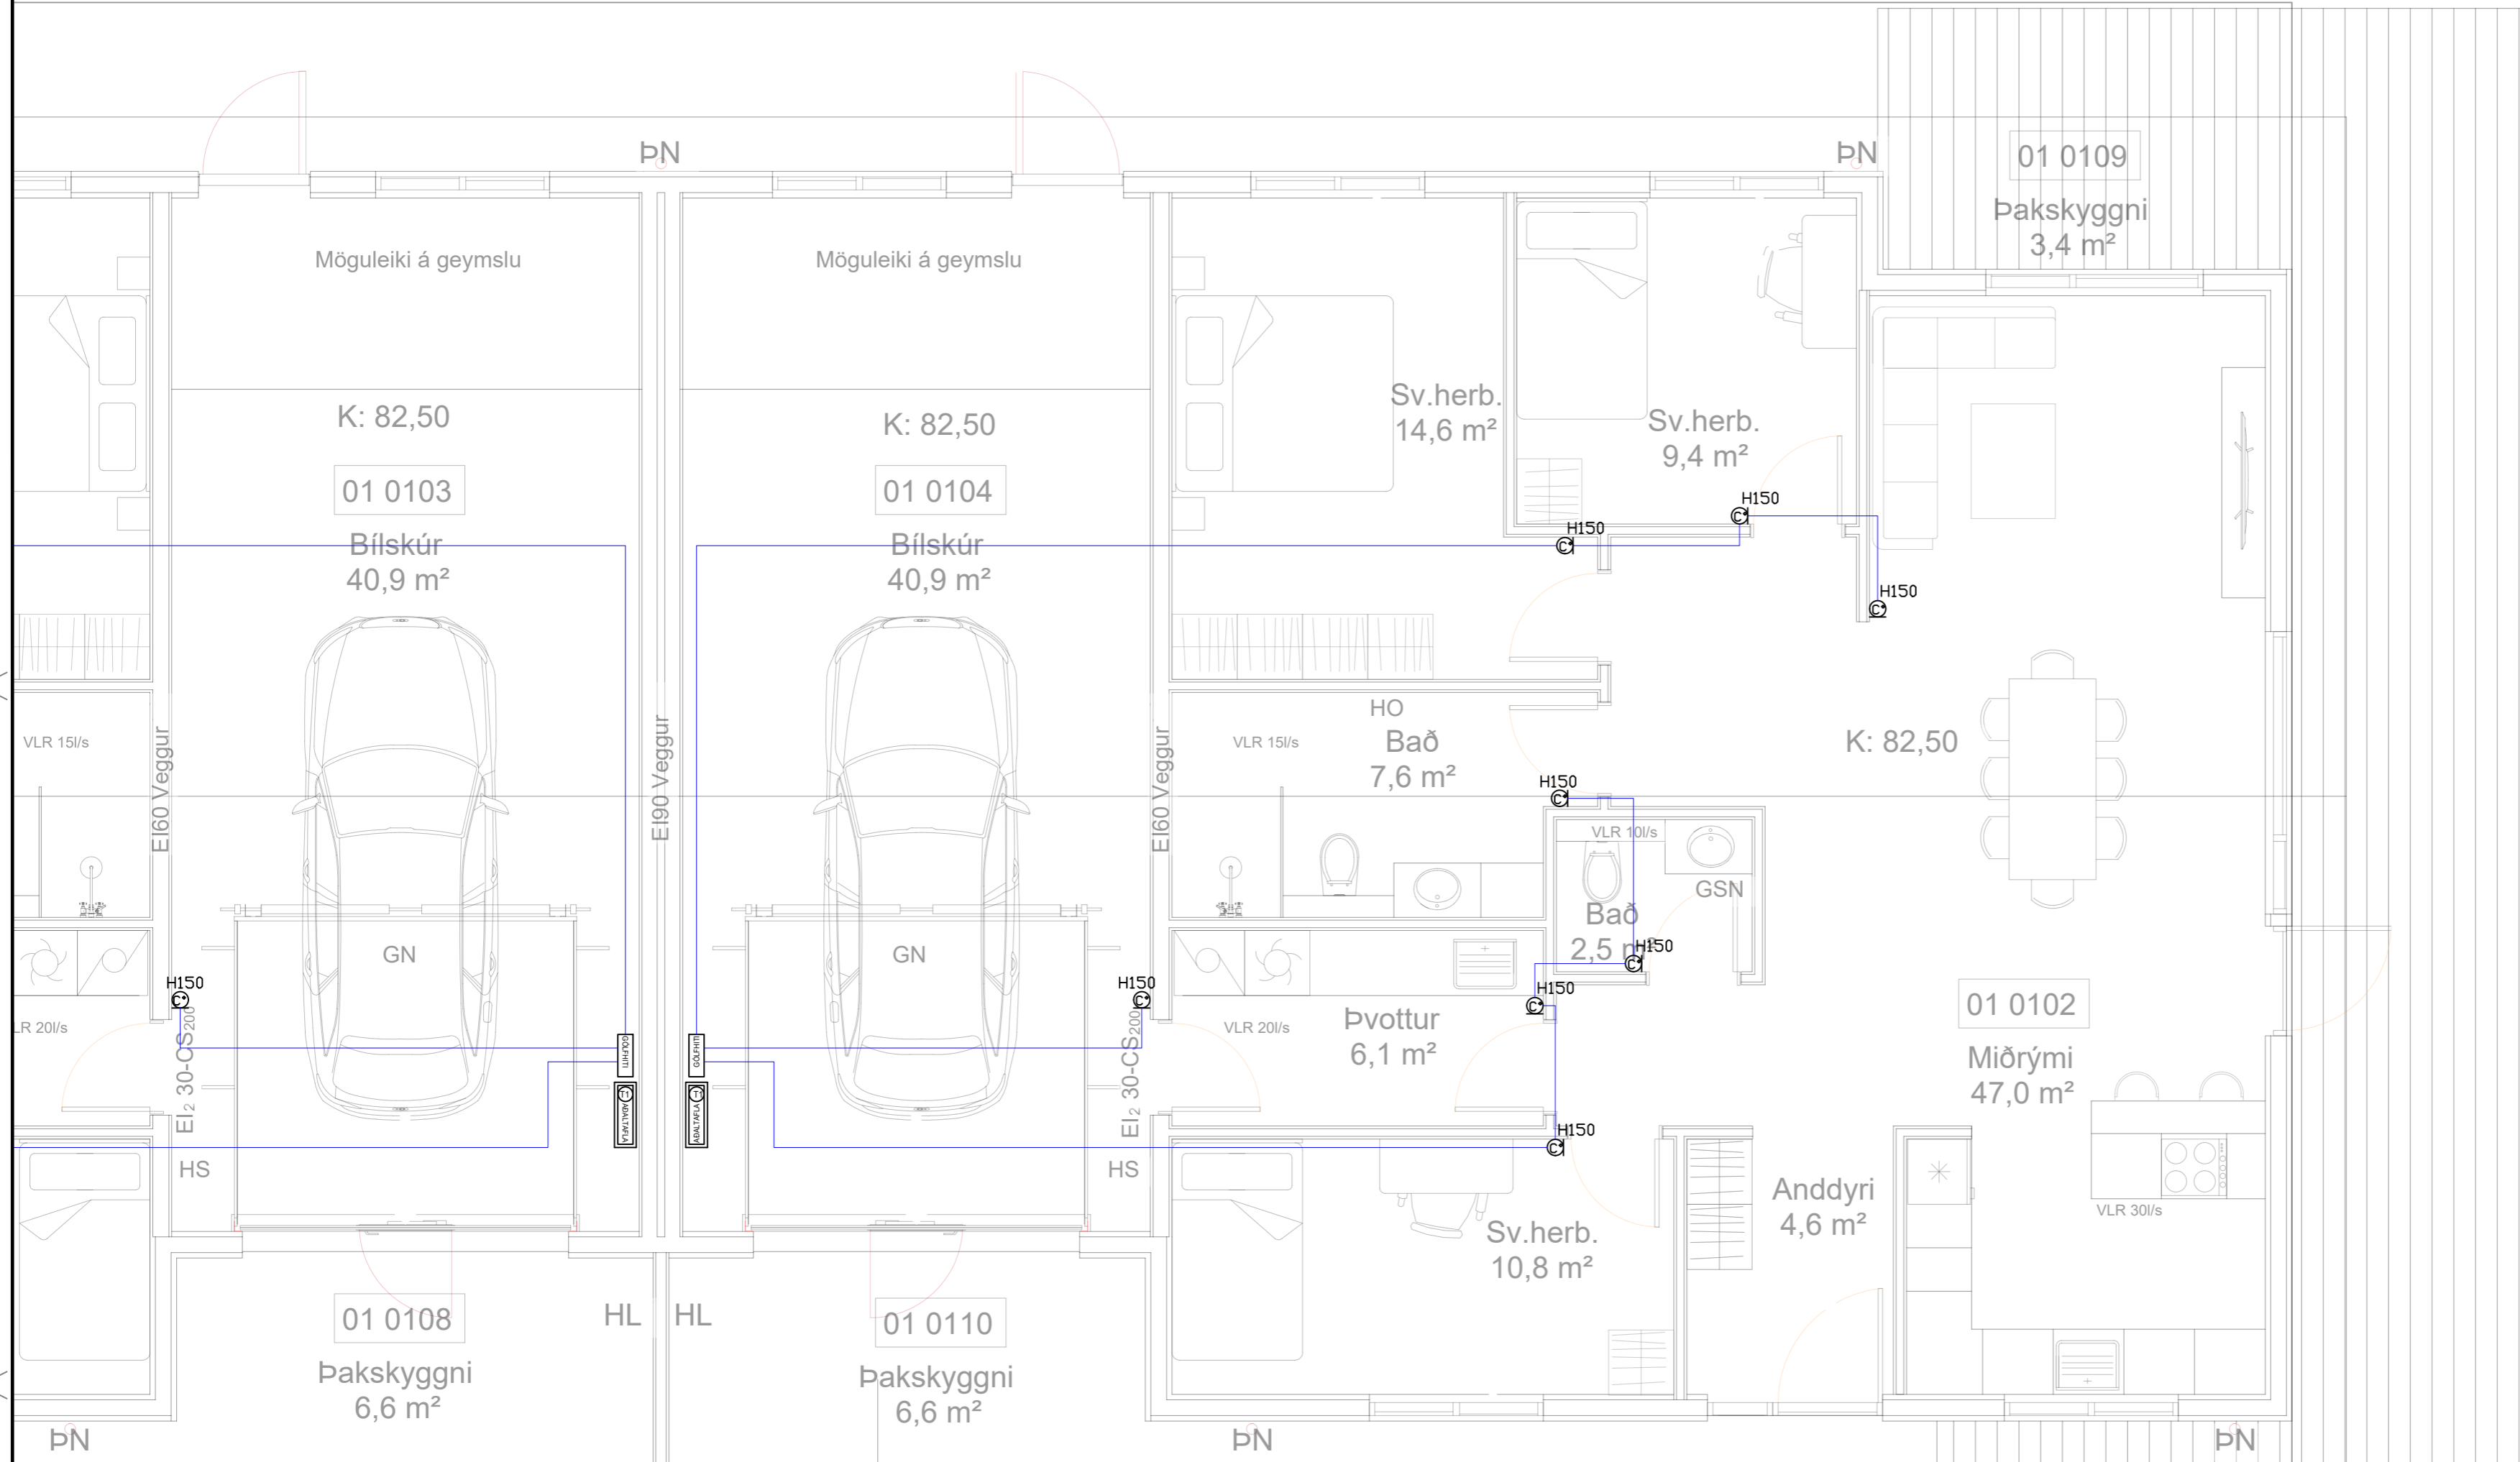 ÞN
ÞN
01 0109
Þakskyggni
3,4 m²
Möguleiki á geymslu
Möguleiki á geymslu
K: 82,50
01 0103
Bílskúr
40,9 m²
K: 82,50
01 0104
Bílskúr
40,9 m²
Sv.herb.
14,6 m²
Sv.herb.
9,4 m²
H150
H150
H150
VLR 15l/s
EI60 Veggur
EI90 Veggur
EI60 Veggur
VLR 15l/s
HO
Bað
7,6 m²
K: 82,50
H150
VLR 10l/s
GSN
Bað
2,5 m²
H150
GN
GN
H150
H150
H150
LR 20l/s
EI₂ 30-CS200
GÓLFHITI
GÓLFHITI
AÐALTAFLA
AÐALTAFLA
EI₂ 30-CS200
VLR 20l/s
Þvottur
6,1 m²
01 0102
Miðrými
47,0 m²
H150
HS
HS
Sv.herb.
10,8 m²
Anddyri
4,6 m²
VLR 30l/s
01 0108
Þakskyggni
6,6 m²
HL
HL
01 0110
Þakskyggni
6,6 m²
ÞN
ÞN
ÞN